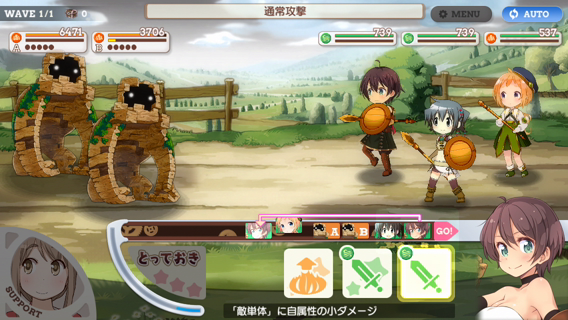 WAVE 1/1
0
通常攻撃
MENU
AUTO
6471
A
3706
B
739
739
537
A
B
GO!
とっておき
SUPPORT
「敵単体」に自属性の小ダメージ